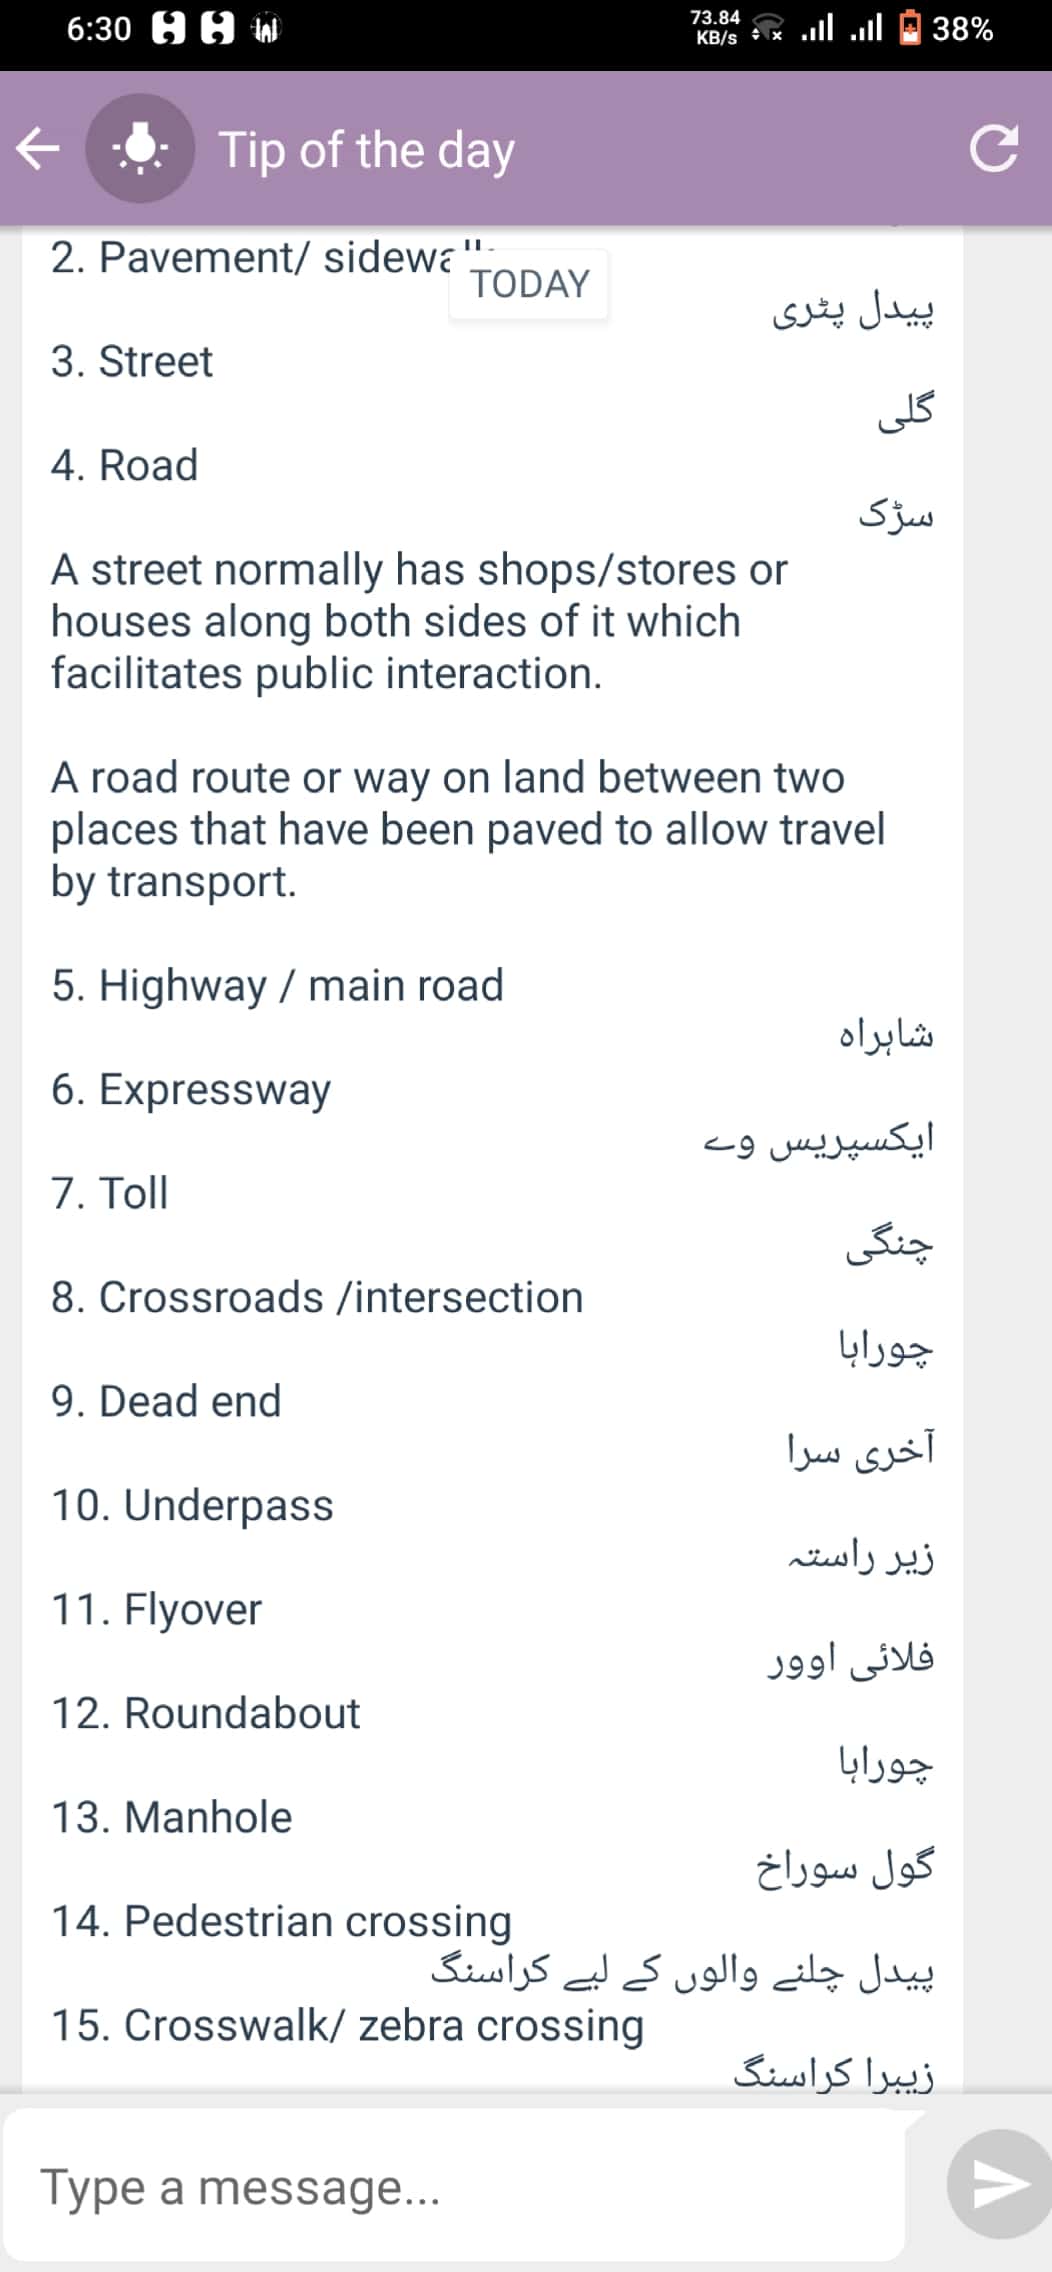 6:30
73.84 KB/s
38%
Tip of the day
2. Pavement/
TODAY
پیدل پٹری
3. Street
گلی
4. Road
سڑک
A street normally has shops/stores or
houses along both sides of it which
facilitates public interaction.
A road route or way on land between two
places that have been paved to allow travel
by transport.
5. Highway / main road
شاہراہ
6. Expressway
ایکسپریس وے
7. Toll
چنگی
8. Crossroads /intersection
چوراہا
9. Dead end
آخری سرا
10. Underpass
زیر راستہ
11. Flyover
فلائی اوور
12. Roundabout
چوراہا
13. Manhole
گول سوراخ
14. Pedestrian crossing
پیدل چلنے والوں کے لیے کراسنگ
15. Crosswalk/ zebra crossing
زیبرا کراسنگ
Type a message...